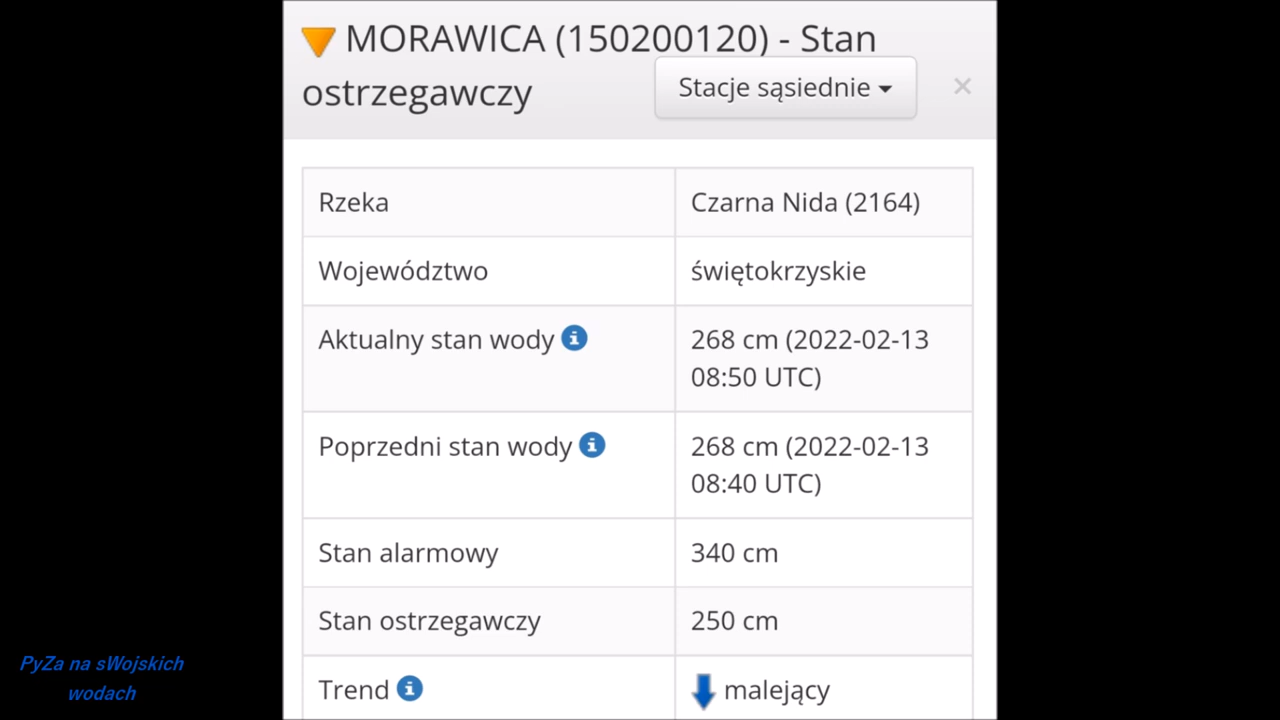 MORAWICA (150200120) - Stan
ostrzegawczy
Stacje sąsiednie
×
Rzeka
Czarna Nida (2164)
Województwo
świętokrzyskie
Aktualny stan wody
268 cm (2022-02-13
08:50 UTC)
Poprzedni stan wody
268 cm (2022-02-13
08:40 UTC)
Stan alarmowy
340 cm
Stan ostrzegawczy
250 cm
Trend
malejący
PyZa na sWojskich
wodach